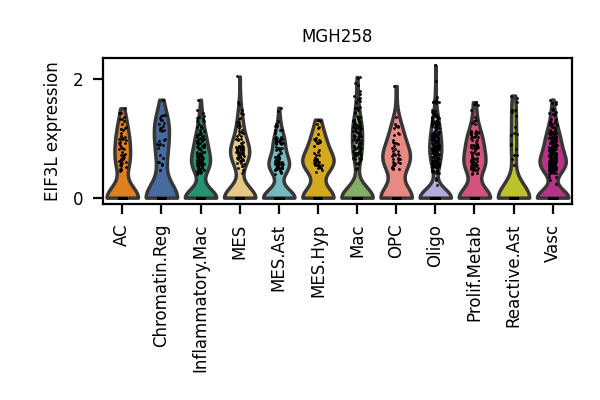 MGH258
EIF3L expression
2
0
AC
Chromatin.Reg
Inflammatory.Mac
MES
MES.Ast
MES.Hyp
Mac
OPC
Oligo
Prolif.Metab
Reactive.Ast
Vasc